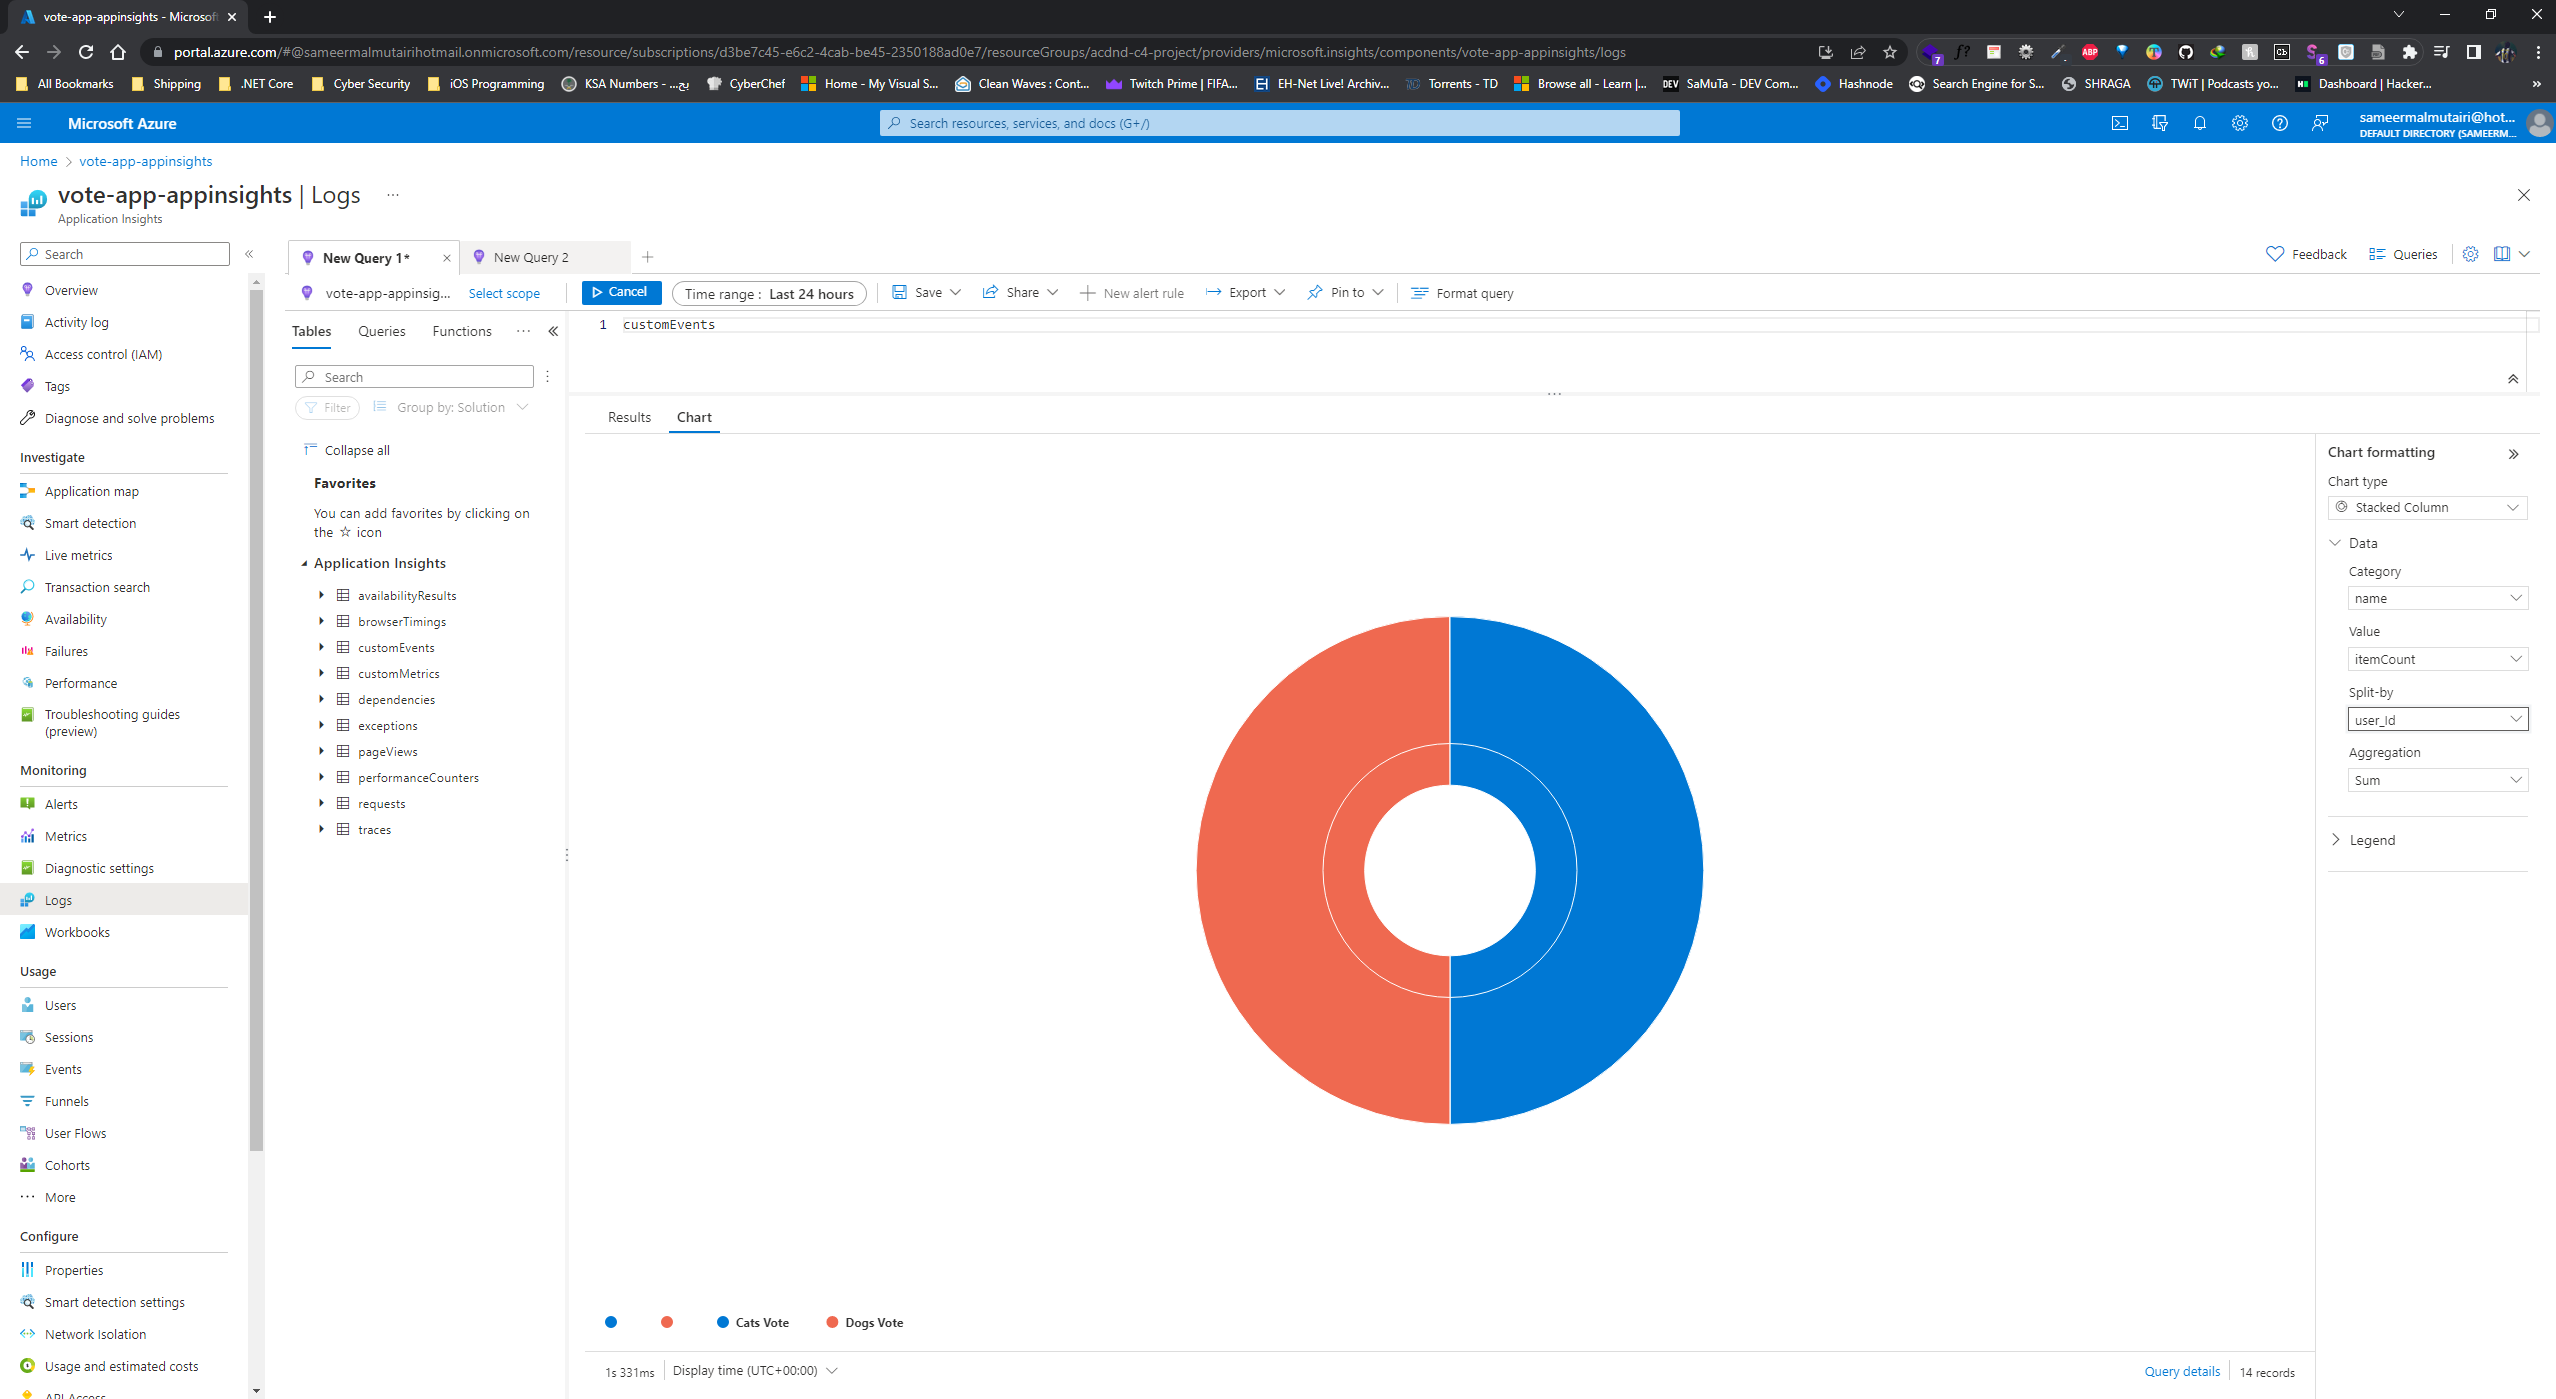 vote-app-appinsights - Microsof
portal.azure.com/#@sameermalmutairihotmail.onmicrosoft.com/resource/subscriptions/d3be7c45-e6c2-4cab-be45-2350188ad0e7/resourceGroups/acdnd-c4-project/providers/microsoft.insights/components/vote-app-appinsights/logs
All Bookmarks Shipping .NET Core Cyber Security iOS Programming KSA Numbers - ... CyberChef Home - My Visual S... Clean Waves : Cont... Twitch Prime | FIFA... EH-Net Live! Archiv... Torrents - TD Browse all - Learn |... SaMuTa - DEV Com... Hashnode Search Engine for S... SHRAGA TWiT | Podcasts yo... Dashboard | Hacker...
Microsoft Azure
Search resources, services, and docs (G+/)
sameermalmutairi@hot...
DEFAULT DIRECTORY (SAMEERM...
Home > vote-app-appinsights
vote-app-appinsights | Logs ...
Application Insights
Search
Overview
Activity log
Access control (IAM)
Tags
Diagnose and solve problems
Investigate
Application map
Smart detection
Live metrics
Transaction search
Availability
Failures
Performance
Troubleshooting guides
(preview)
Monitoring
Alerts
Metrics
Diagnostic settings
Logs
Workbooks
Usage
Users
Sessions
Events
Funnels
User Flows
Cohorts
More
Configure
Properties
Smart detection settings
Network Isolation
Usage and estimated costs
API Access
New Query 1* New Query 2
Feedback Queries
vote-app-appinsig... Select scope
Cancel Time range : Last 24 hours Save Share New alert rule Export Pin to Format query
Tables Queries Functions ...
Search
Filter Group by: Solution
Collapse all
Favorites
You can add favorites by clicking on
the ☆ icon
Application Insights
availabilityResults
browserTimings
customEvents
customMetrics
dependencies
exceptions
pageViews
performanceCounters
requests
traces
1 customEvents
Results Chart
Cats Vote Dogs Vote
1s 331ms Display time (UTC+00:00)
Query details 14 records
Chart formatting
Chart type
Stacked Column
Data
Category
name
Value
itemCount
Split-by
user_Id
Aggregation
Sum
Legend